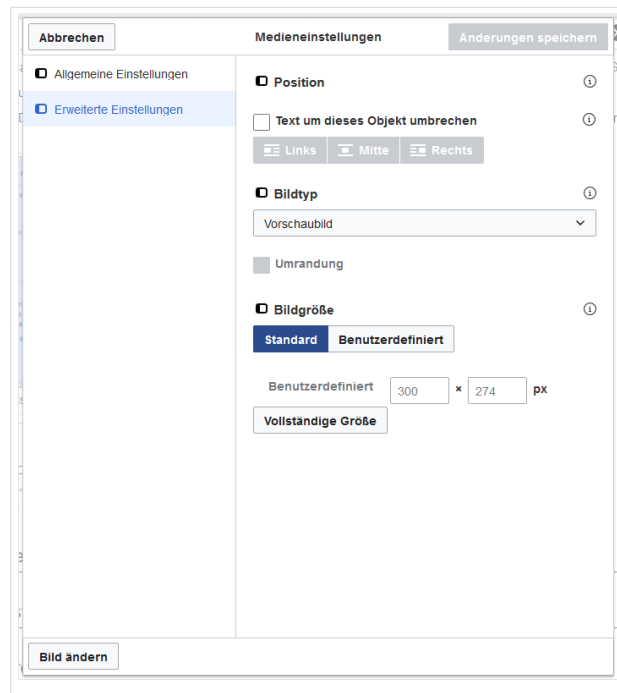 Abbrechen
Medieneinstellungen
Änderungen speichern
Allgemeine Einstellungen
Erweiterte Einstellungen
Position
Text um dieses Objekt umbrechen
Links
Mitte
Rechts
Bildtyp
Vorschaubild
Umrandung
Bildgröße
Standard
Benutzerdefiniert
Benutzerdefiniert 300 × 274 px
Vollständige Größe
Bild ändern